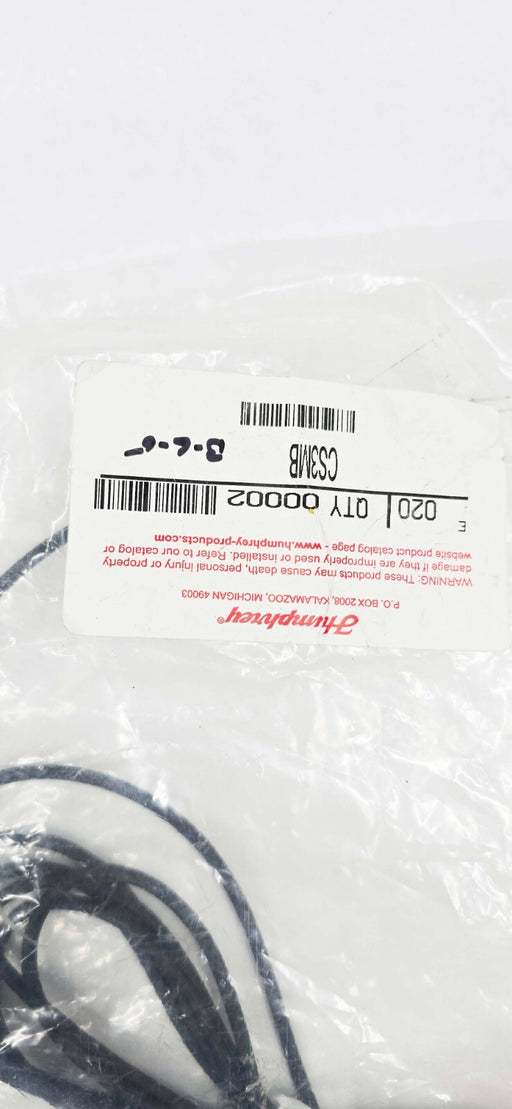 Humphrey®
P.O. BOX 2008, KALAMAZOO, MICHIGAN 49003
WARNING: These products may cause death, personal injury or property
damage if they are improperly used or installed. Refer to our catalog or
website product catalog page - www.humphrey-products.com
E
020 QTY 00002
CS3MB